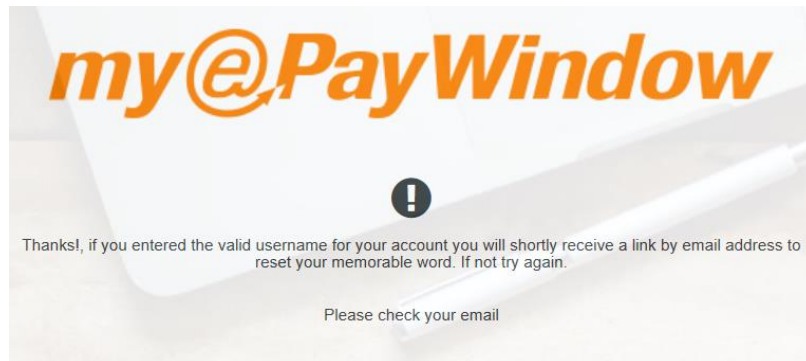 my@PayWindow
Thanks!, if you entered the valid username for your account you will shortly receive a link by email address to
reset your memorable word. If not try again.
Please check your email